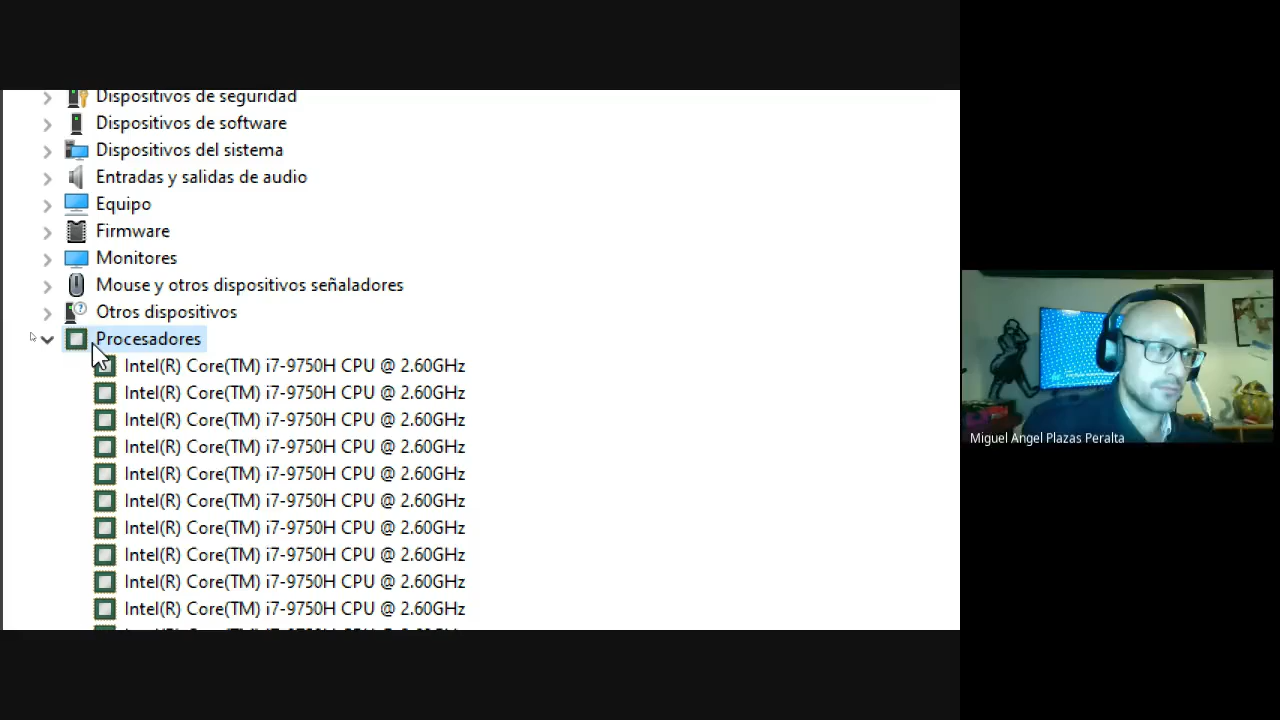 Dispositivos de seguridad
Dispositivos de software
Dispositivos del sistema
Entradas y salidas de audio
Equipo
Firmware
Monitores
Mouse y otros dispositivos señaladores
Otros dispositivos
Procesadores
Intel(R) Core(TM) i7-9750H CPU @ 2.60GHz
Intel(R) Core(TM) i7-9750H CPU @ 2.60GHz
Intel(R) Core(TM) i7-9750H CPU @ 2.60GHz
Intel(R) Core(TM) i7-9750H CPU @ 2.60GHz
Intel(R) Core(TM) i7-9750H CPU @ 2.60GHz
Intel(R) Core(TM) i7-9750H CPU @ 2.60GHz
Intel(R) Core(TM) i7-9750H CPU @ 2.60GHz
Intel(R) Core(TM) i7-9750H CPU @ 2.60GHz
Intel(R) Core(TM) i7-9750H CPU @ 2.60GHz
Intel(R) Core(TM) i7-9750H CPU @ 2.60GHz
Miguel Angel Plazas Peralta